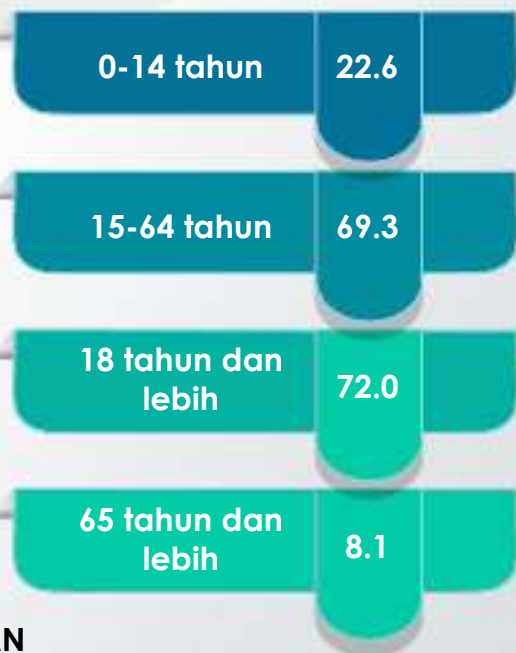 0-14 tahun 22.6
15-64 tahun 69.3
18 tahun dan
lebih 72.0
65 tahun dan
lebih 8.1